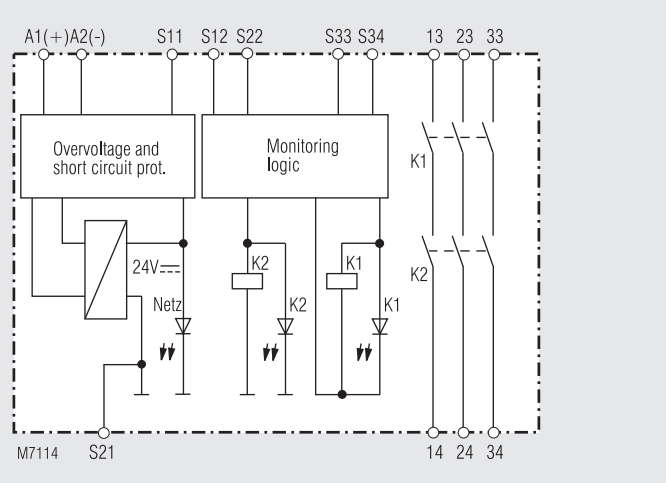 A1(+) A2(-) S11 S12 S22 S33 S34 13 23 33
Overvoltage and
short circuit prot.
Monitoring
logic
K1
24V
K2
K1
K2
Netz
K2
K1
M7114
S21
14 24 34